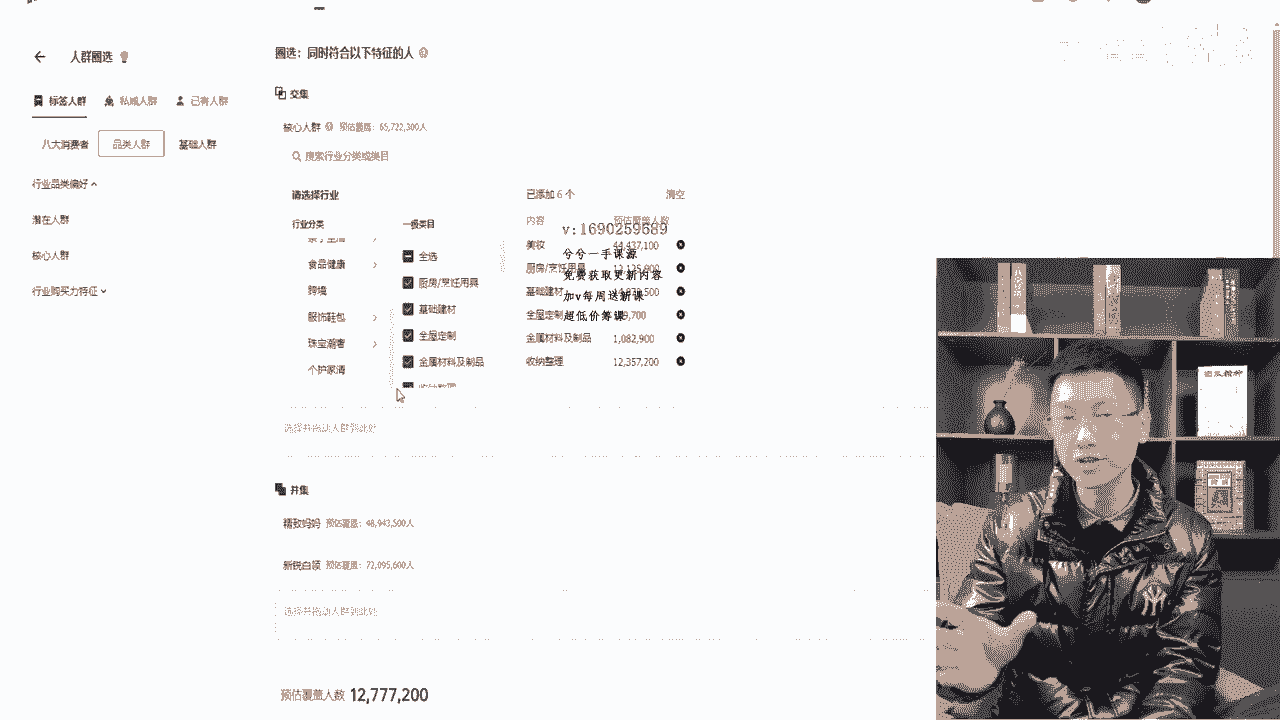 人群圈选
标签人群 私域人群 已有人群
八大消费者 品类人群 基础人群
行业品类偏好
潜在人群
核心人群
行业购买力特征
圈选：同时符合以下特征的人
交集
核心人群 预估覆盖：65,722,300人
搜索行业分类或类目
请选择行业
行业分类 一级类目
食品健康
跨境
服饰鞋包
珠宝潮奢
个护家清
全选
厨房/烹饪用具
基础建材
全屋定制
金属材料及制品
收纳整理
已添加 6 个 清空
内容 预估覆盖人数
美妆 44,437,100
厨房/烹饪用具
基础建材
全屋定制
金属材料及制品 1,082,900
收纳整理 12,357,200
v:1690259689
兮兮一手课源
免费获取更新内容
加v每周送新课
超低价筹课
选择并拖动人群到此处
并集
精致妈妈 预估覆盖：48,943,500人
新锐白领 预估覆盖：72,095,600人
选择并拖动人群到此处
预估覆盖人数 12,777,200